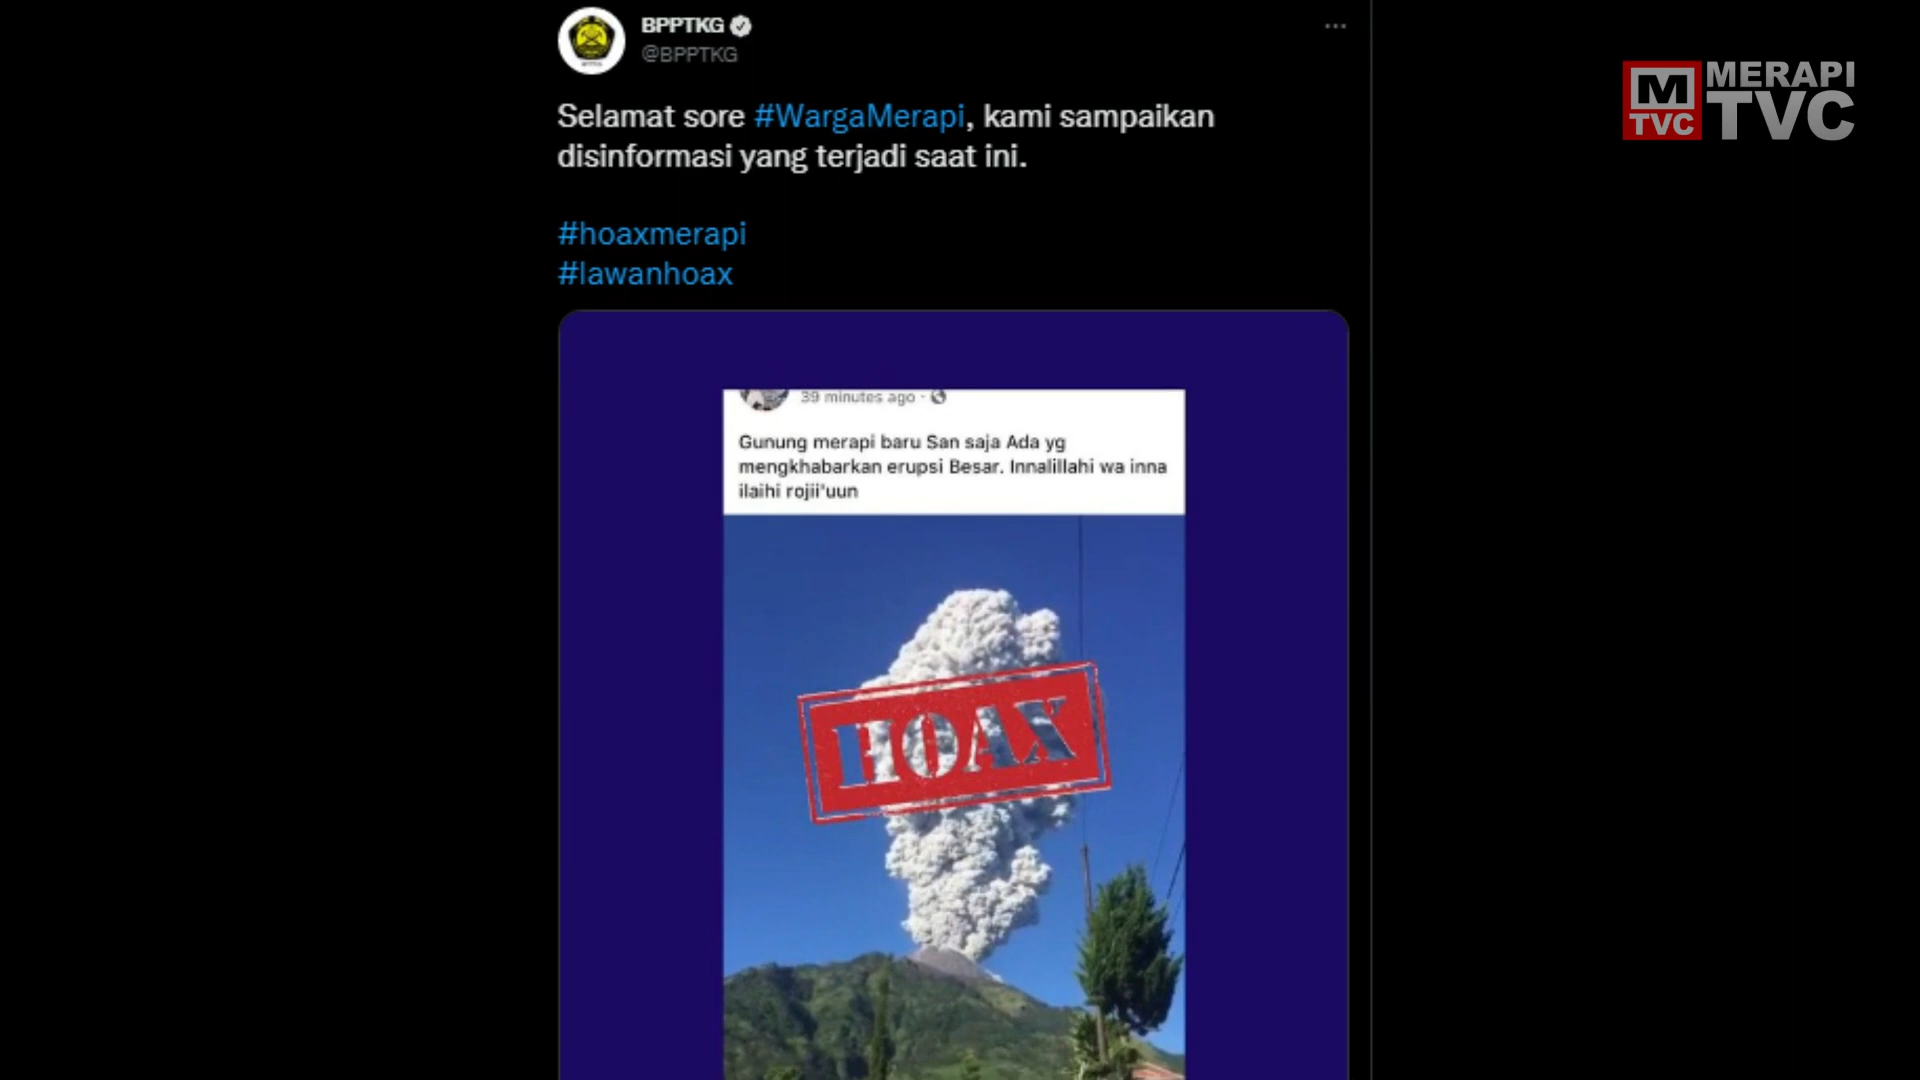 BPPTKG
@BPPTKG
Selamat sore #WargaMerapi, kami sampaikan
disinformasi yang terjadi saat ini.
#hoaxmerapi
#lawanhoax
39 minutes ago ·
Gunung merapi baru San saja Ada yg
mengkhabarkan erupsi Besar. Innalillahi wa inna
ilaihi rojii'uun
HOAX
M
TVC
MERAPI
TVC